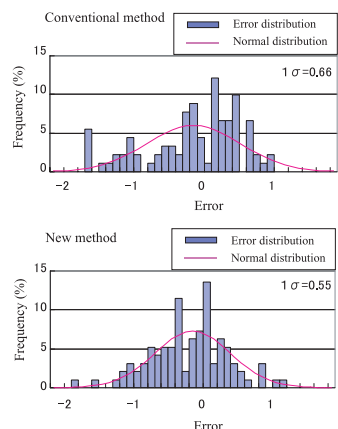 Conventional method
Error distribution
Normal distribution
15
1 σ=0.66
10
5
0
Frequency (%)
-2 -1 0 1
Error
New method
Error distribution
Normal distribution
15
1 σ=0.55
10
5
0
Frequency (%)
-2 -1 0 1
Error